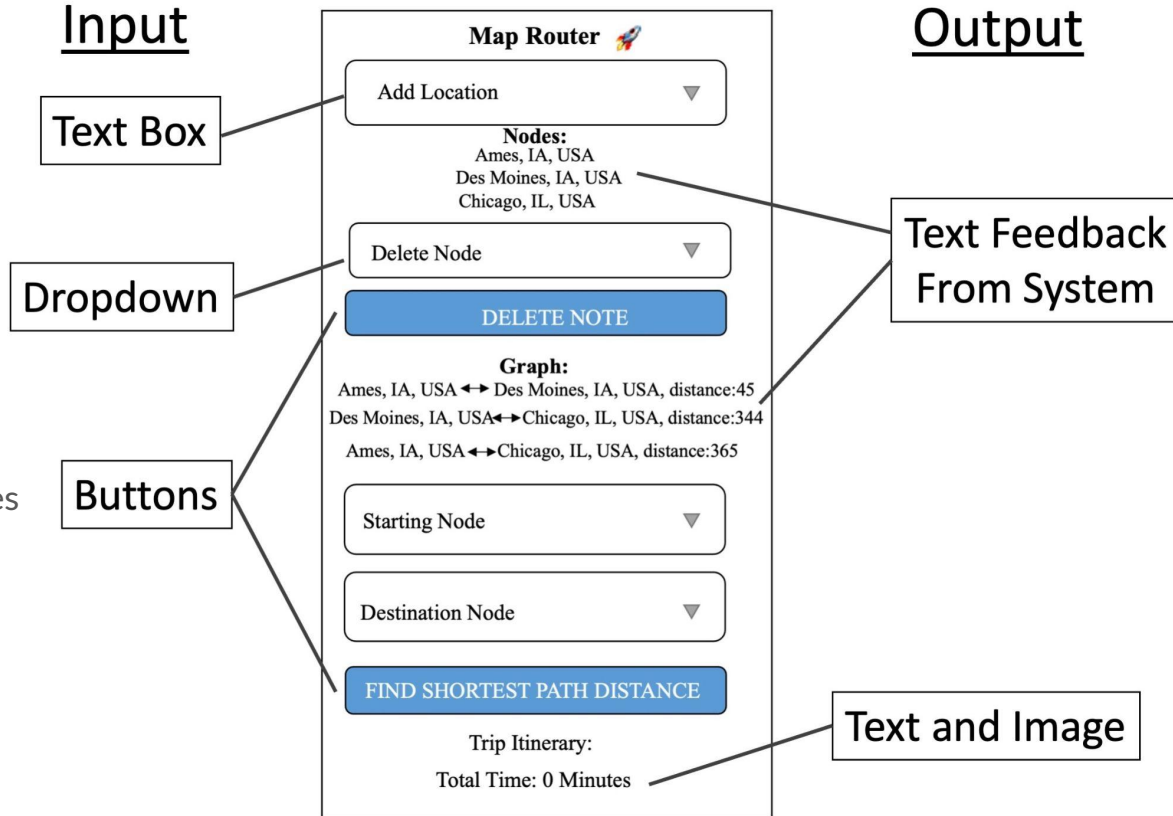 Input
Output
Map Router 🚀
Add Location
Text Box
Nodes:
Ames, IA, USA
Des Moines, IA, USA
Chicago, IL, USA
Text Feedback
From System
Delete Node
Dropdown
DELETE NOTE
Graph:
Ames, IA, USA ↔ Des Moines, IA, USA, distance:45
Des Moines, IA, USA↔Chicago, IL, USA, distance:344
Ames, IA, USA↔Chicago, IL, USA, distance:365
es
Buttons
Starting Node
Destination Node
FIND SHORTEST PATH DISTANCE
Text and Image
Trip Itinerary:
Total Time: 0 Minutes